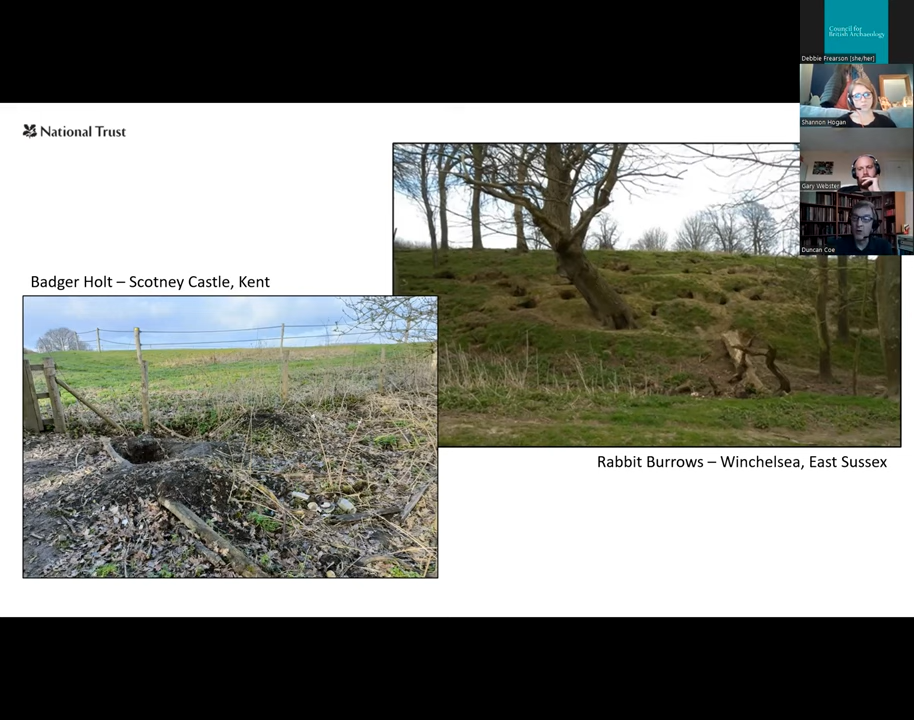 Council for
British Archaeology
Debbie Frearson [she/her]
Shannon Hogan
Gary Webster
Duncan Coe
National Trust
Badger Holt – Scotney Castle, Kent
Rabbit Burrows – Winchelsea, East Sussex